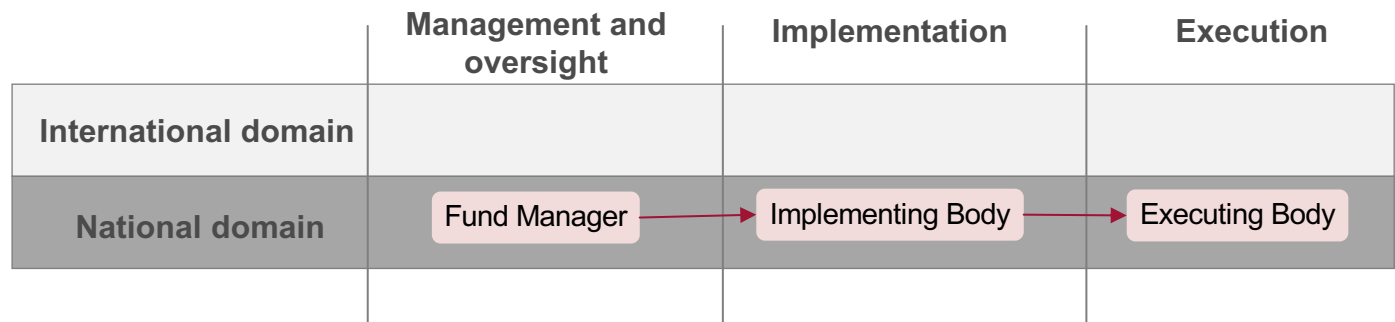 Management and
oversight
Implementation
Execution
International domain
National domain
Fund Manager
Implementing Body
Executing Body